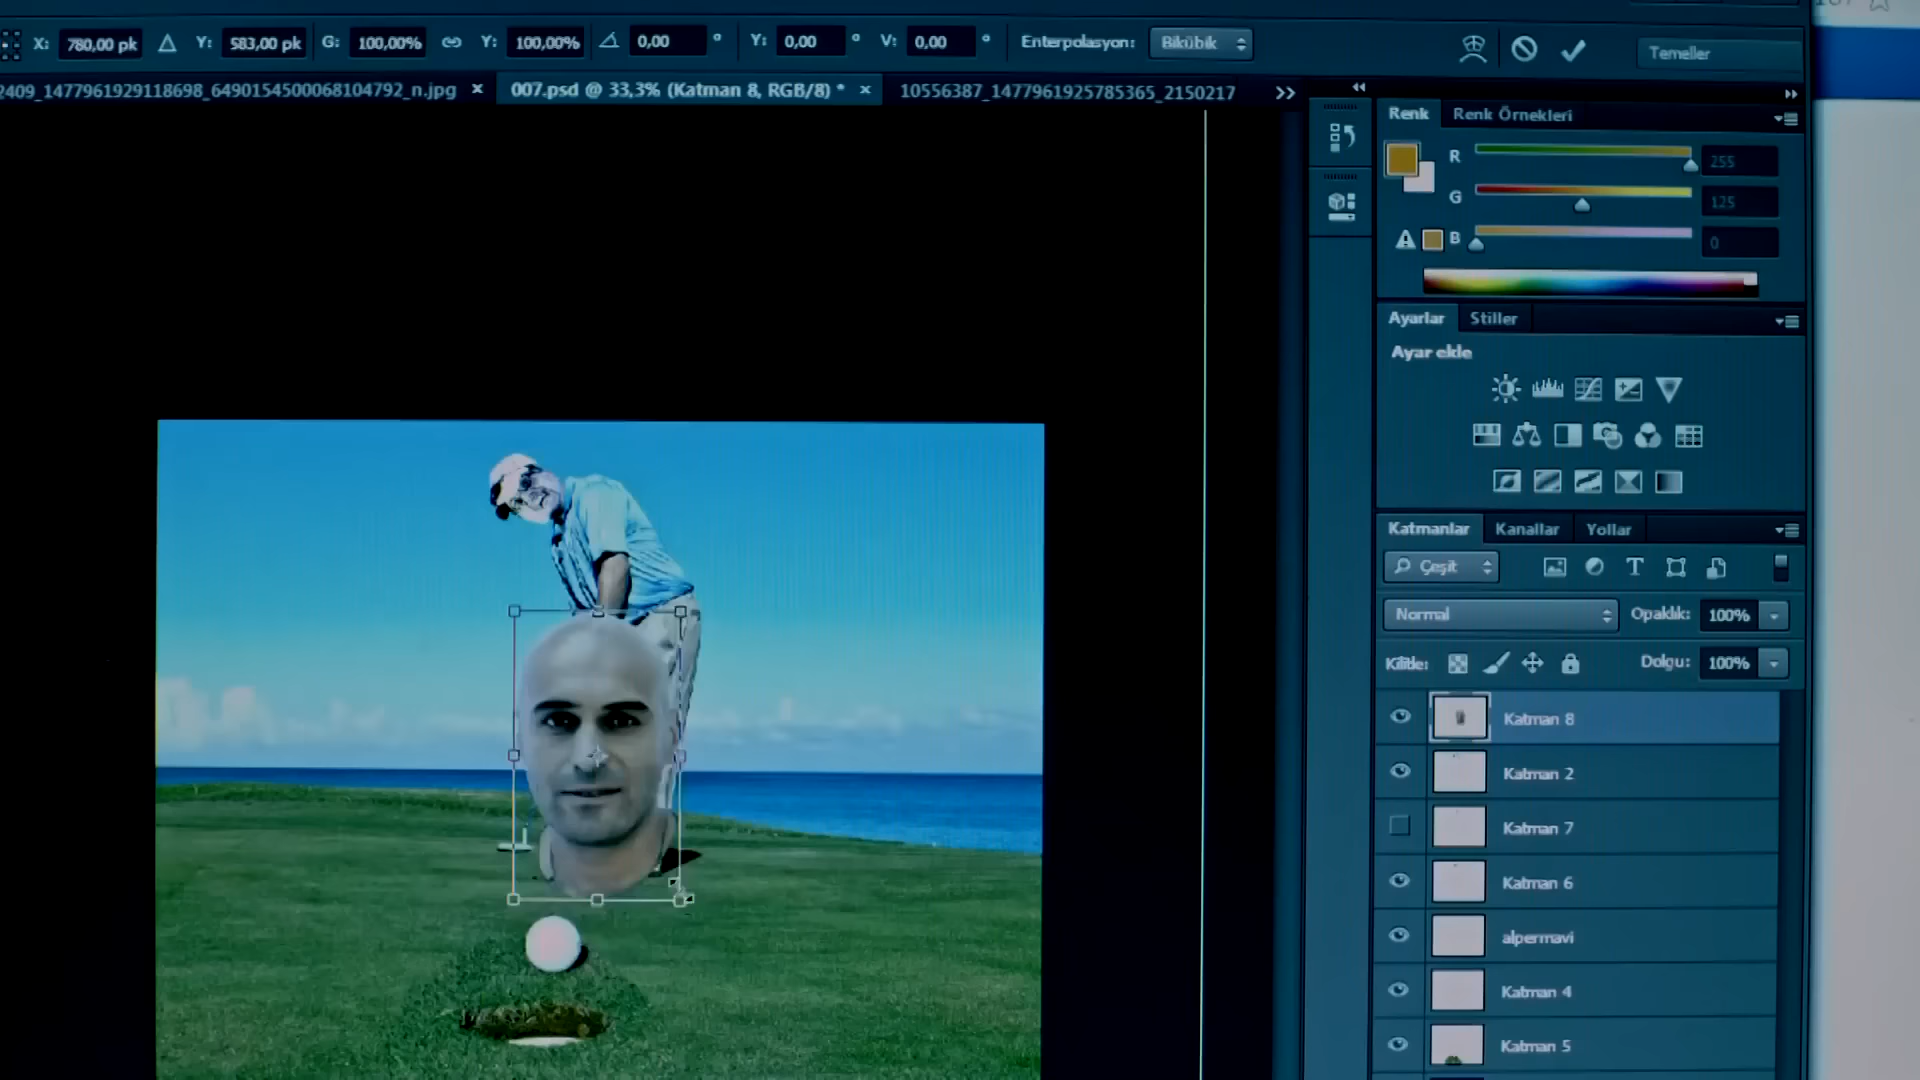 X: 780,00 pk Y: 583,00 pk G: 100,00% Y: 100,00% 0,00 ° Y: 0,00 ° V: 0,00 ° Enterpolasyon: Bikübik Temeller
2409_1477961929118698_6490154500068104792_n.jpg × 007.psd @ 33,3% (Katman 8, RGB/8) * × 10556387_1477961925785365_2150217 >>
Renk Renk Örnekleri
R 255
G 125
B 0
Ayarlar Stiller
Ayar ekle
Katmanlar Kanallar Yollar
Çeşit
Normal Opaklık: 100%
Kilitle: Dolgu: 100%
Katman 8
Katman 2
Katman 7
Katman 6
alpermavi
Katman 4
Katman 5